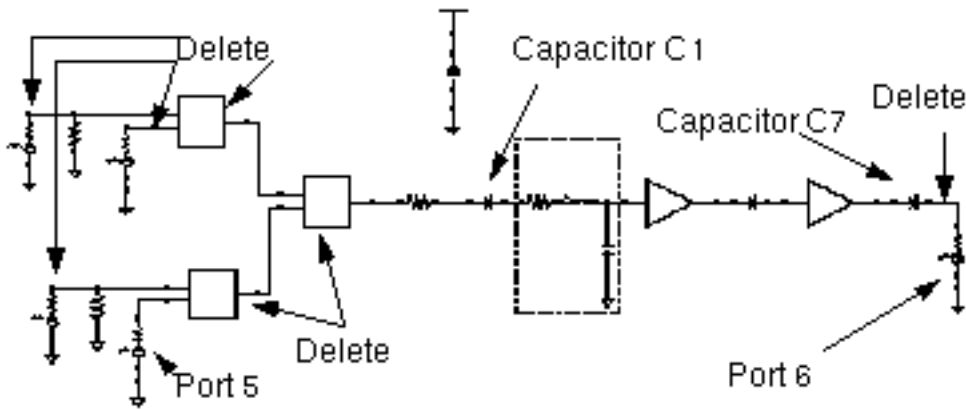 Delete
Capacitor C1
Delete
Capacitor C7
Delete
Port 5
Port 6